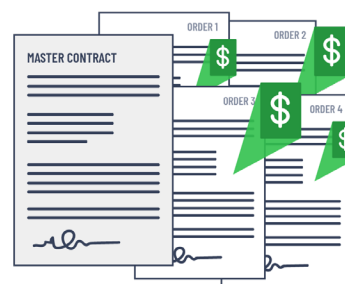 ORDER 1
ORDER 2
$
$
MASTER CONTRACT
ORDER 3
$
ORDER 4
$